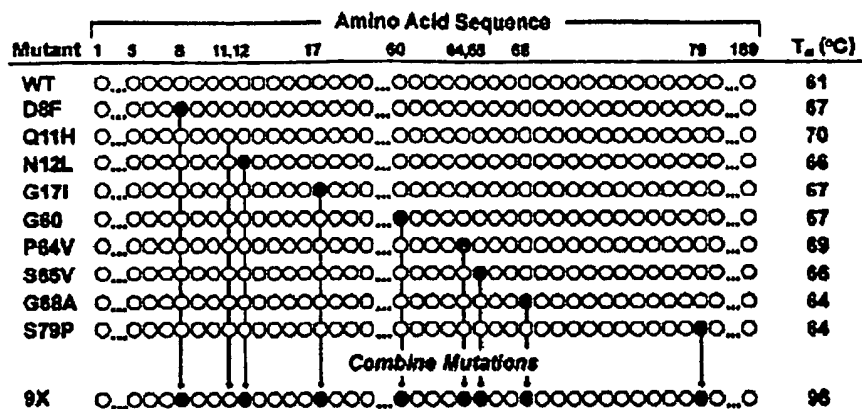 Amino Acid Sequence
Mutant 1 5 8 11,12 17 60 64,65 68 79 189 Tm (°C)
WT ... ... ... 61
D8F ... ... ... 67
Q11H ... ... ... 70
N12L ... ... ... 66
G17I ... ... ... 67
G60 ... ... ... 67
P64V ... ... ... 69
S65V ... ... ... 66
G68A ... ... ... 64
S79P ... ... ... 64
Combine Mutations
9X ... ... ... 96